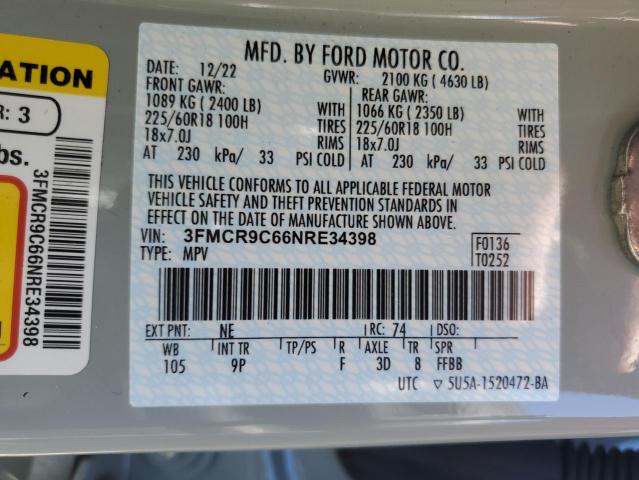 ATION
R: 3
bs.
3FMCR9C66NRE34398
MFD. BY FORD MOTOR CO.
DATE: 12/22 GVWR: 2100 KG ( 4630 LB)
FRONT GAWR: REAR GAWR:
1089 KG ( 2400 LB) 1066 KG ( 2350 LB)
225/60R18 100H WITH TIRES 225/60R18 100H WITH TIRES
18x7.0J RIMS 18x7.0J RIMS
AT 230 kPa/ 33 PSI COLD AT 230 kPa/ 33 PSI COLD
THIS VEHICLE CONFORMS TO ALL APPLICABLE FEDERAL MOTOR
VEHICLE SAFETY AND THEFT PREVENTION STANDARDS IN
EFFECT ON THE DATE OF MANUFACTURE SHOWN ABOVE.
VIN: 3FMCR9C66NRE34398 F0136
TYPE: MPV T0252
EXT PNT: NE RC: 74 DSO:
WB INT TR TP/PS R AXLE TR SPR
105 9P F 3D 8 FFBB
UTC ▽ 5U5A-1520472-BA